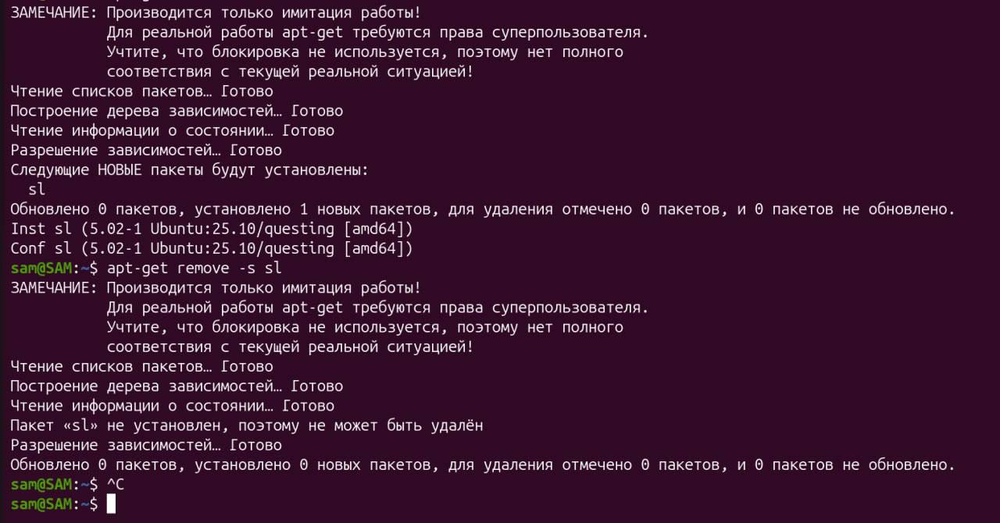 ЗАМЕЧАНИЕ: Производится только имитация работы!
Для реальной работы apt-get требуются права суперпользователя.
Учтите, что блокировка не используется, поэтому нет полного
соответствия с текущей реальной ситуацией!
Чтение списков пакетов… Готово
Построение дерева зависимостей… Готово
Чтение информации о состоянии… Готово
Разрешение зависимостей… Готово
Следующие НОВЫЕ пакеты будут установлены:
sl
Обновлено 0 пакетов, установлено 1 новых пакетов, для удаления отмечено 0 пакетов, и 0 пакетов не обновлено.
Inst sl (5.02-1 Ubuntu:25.10/questing [amd64])
Conf sl (5.02-1 Ubuntu:25.10/questing [amd64])
sam@SAM:~$ apt-get remove -s sl
ЗАМЕЧАНИЕ: Производится только имитация работы!
Для реальной работы apt-get требуются права суперпользователя.
Учтите, что блокировка не используется, поэтому нет полного
соответствия с текущей реальной ситуацией!
Чтение списков пакетов… Готово
Построение дерева зависимостей… Готово
Чтение информации о состоянии… Готово
Пакет «sl» не установлен, поэтому не может быть удалён
Разрешение зависимостей… Готово
Обновлено 0 пакетов, установлено 0 новых пакетов, для удаления отмечено 0 пакетов, и 0 пакетов не обновлено.
sam@SAM:~$ ^C
sam@SAM:~$